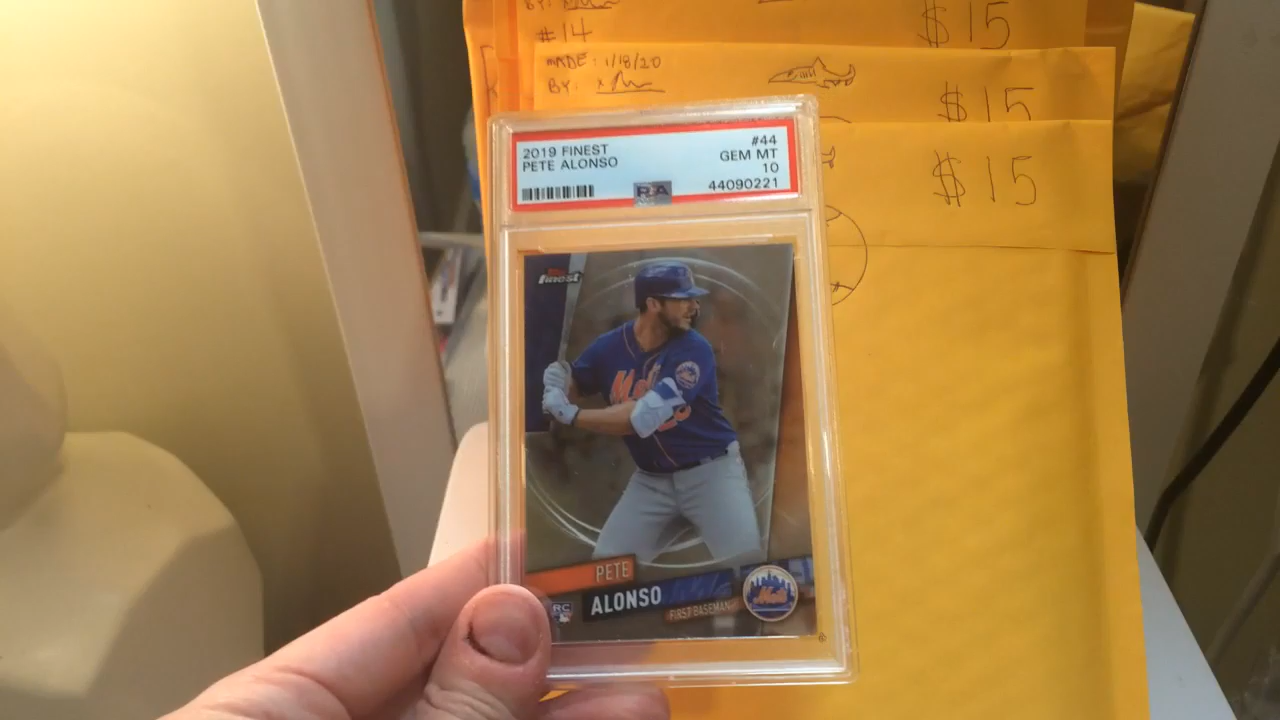 BY:
$15
#14
MADE: 1/18/20
BY:
$15
$15
2019 FINEST #44
PETE ALONSO GEM MT
10
44090221
PSA
finest
Mets
PETE
ALONSO
FIRST BASEMAN
RC
Mets